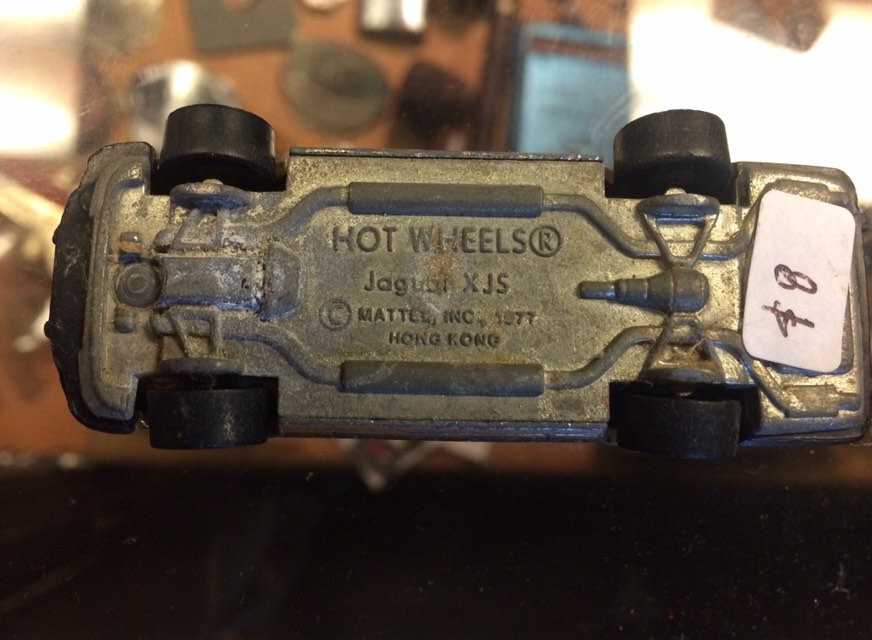 HOT WHEELS®
Jaguar XJS
© MATTEL, INC., 1977
HONG KONG
$8